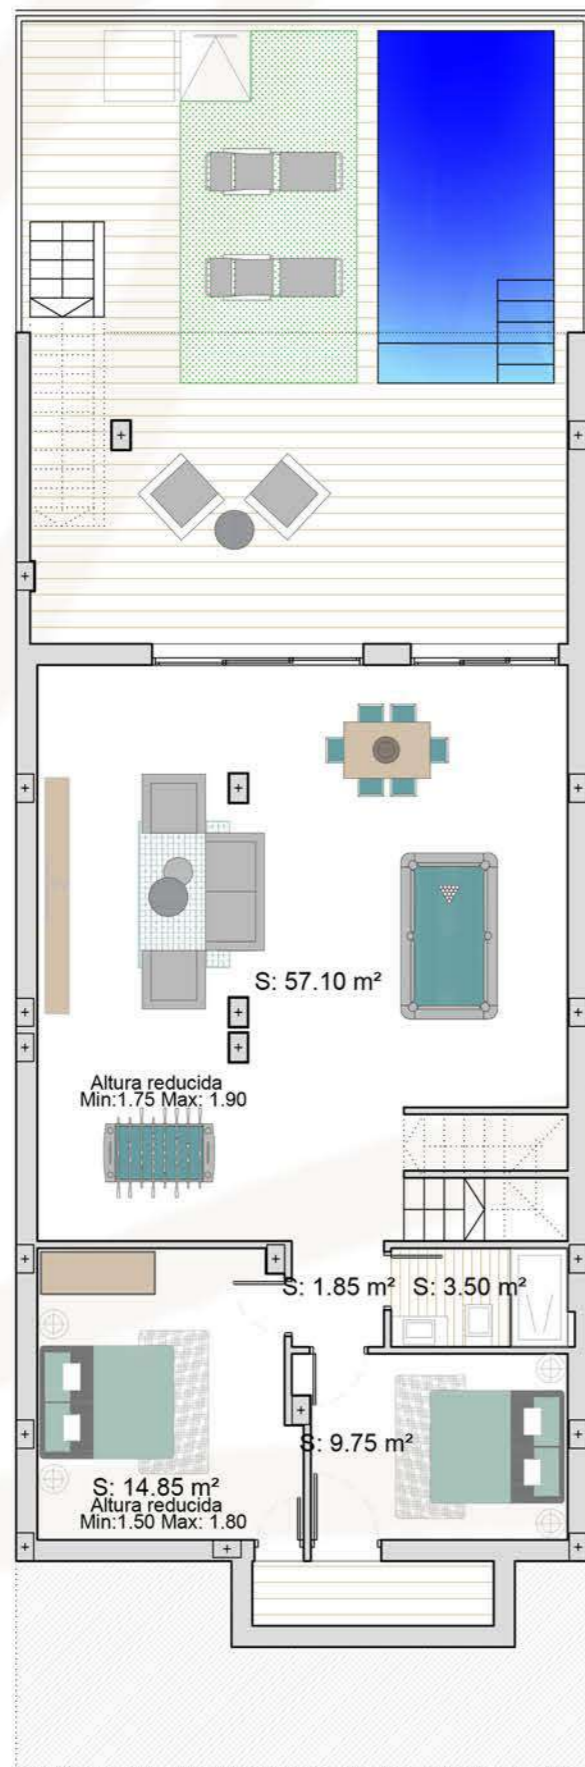 S: 57.10 m²
Altura reducida
Min:1.75 Max: 1.90
S: 1.85 m² S: 3.50 m²
S: 9.75 m²
S: 14.85 m²
Altura reducida
Min:1.50 Max: 1.80